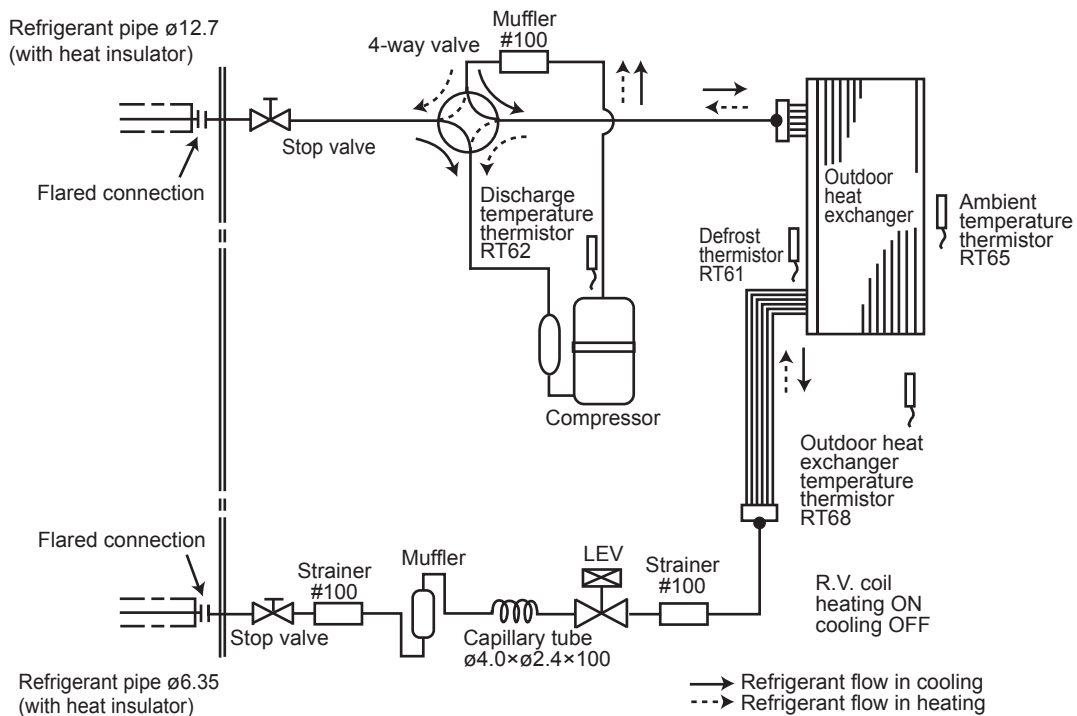 Refrigerant pipe ø12.7
(with heat insulator)
4-way valve
Muffler
#100
Stop valve
Flared connection
Discharge
temperature
thermistor
RT62
Compressor
Outdoor
heat
exchanger
Defrost
thermistor
RT61
Ambient
temperature
thermistor
RT65
Outdoor heat
exchanger
temperature
thermistor
RT68
Flared connection
Stop valve
Strainer
#100
Muffler
Capillary tube
ø4.0×ø2.4×100
LEV
Strainer
#100
R.V. coil
heating ON
cooling OFF
Refrigerant pipe ø6.35
(with heat insulator)
Refrigerant flow in cooling
Refrigerant flow in heating